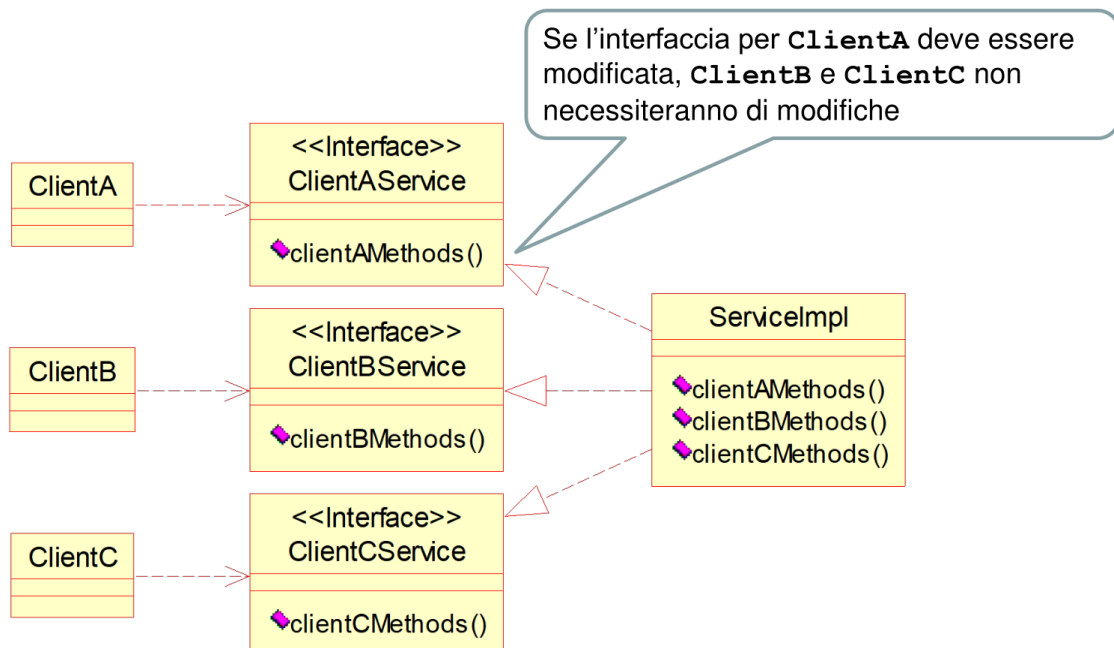 Se l'interfaccia per ClientA deve essere
modificata, ClientB e ClientC non
necessiteranno di modifiche
ClientA
<<Interface>>
ClientAService
clientAMethods()
ClientB
<<Interface>>
ClientBService
clientBMethods()
ServiceImpl
clientAMethods()
clientBMethods()
clientCMethods()
ClientC
<<Interface>>
ClientCService
clientCMethods()